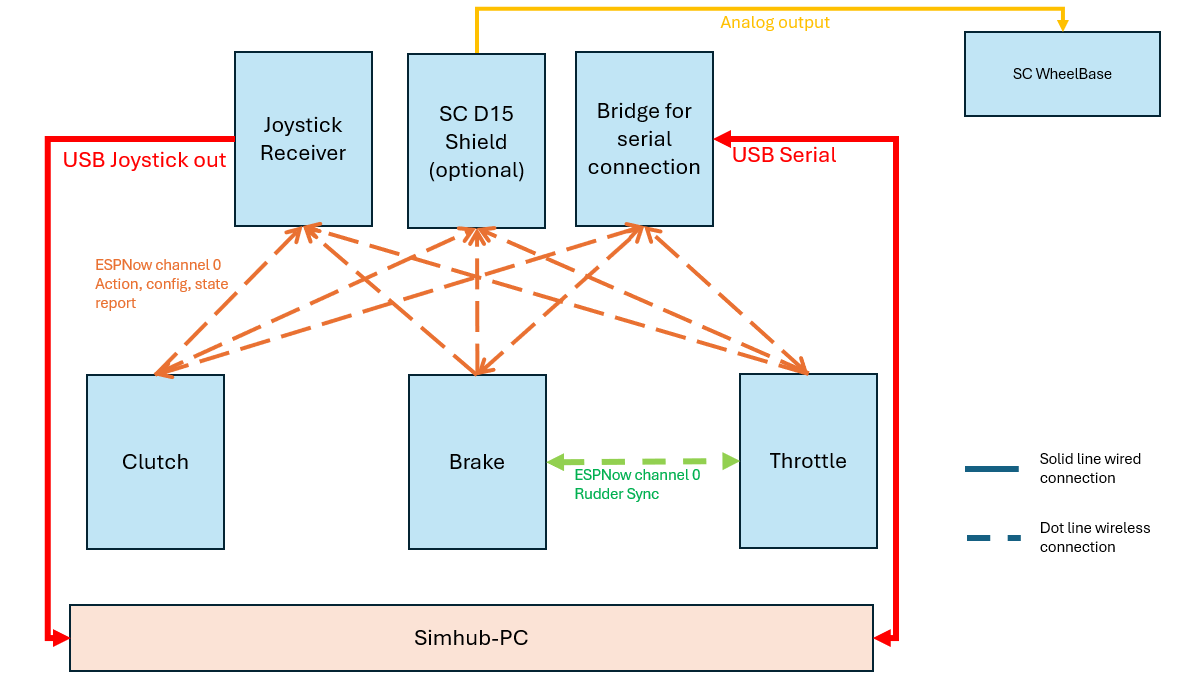 Analog output
SC WheelBase
Joystick
Receiver
SC D15
Shield
(optional)
Bridge for
serial
connection
USB Joystick out
USB Serial
ESPNow channel 0
Action, config, state
report
Clutch
Brake
Throttle
ESPNow channel 0
Rudder Sync
Solid line wired
connection
Dot line wireless
connection
Simhub-PC